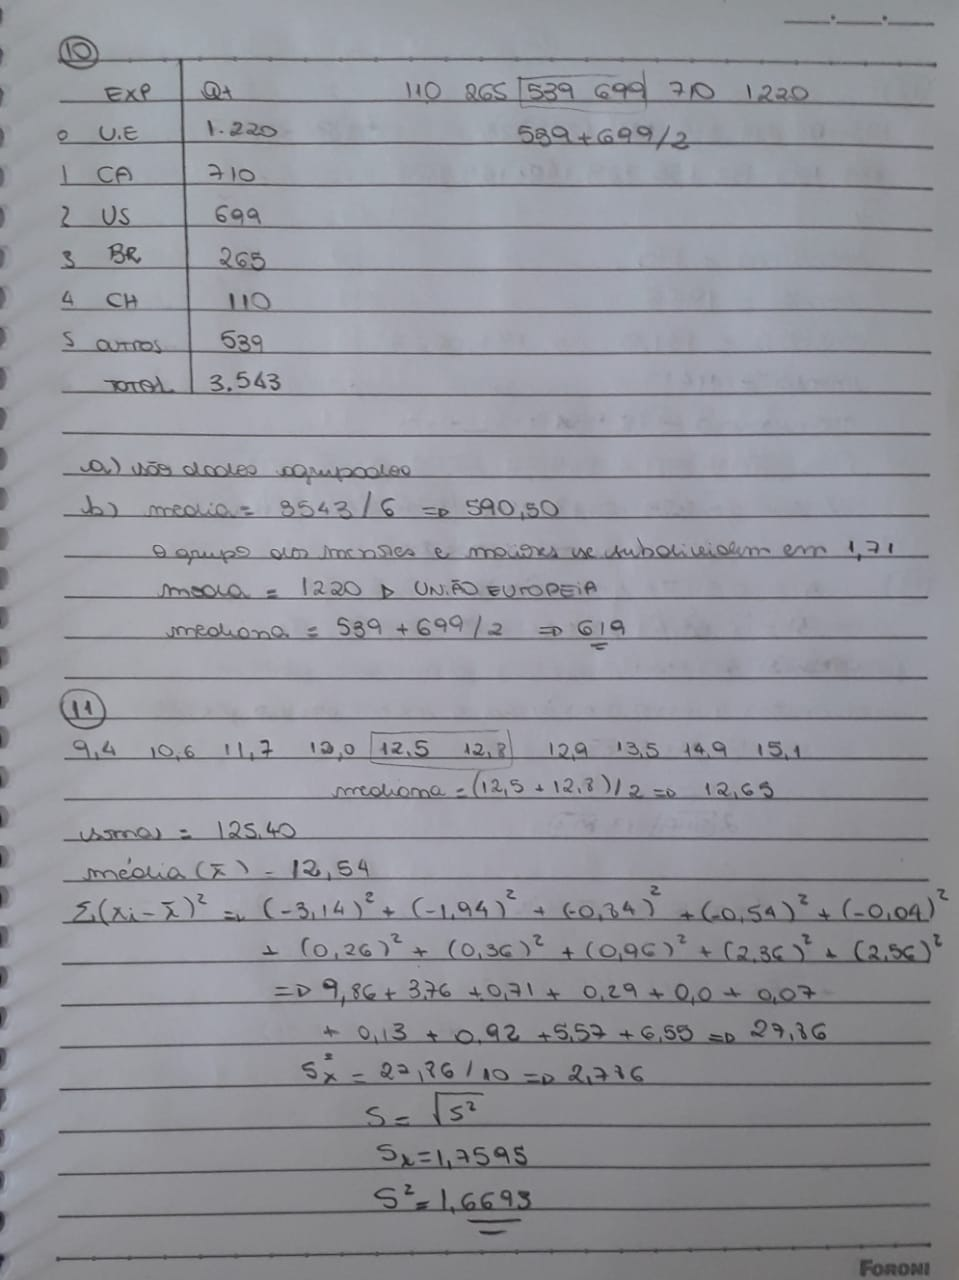 10
EXP Qt 110 265 539 699 710 1220
0 U.E 1.220 539+699/2
1 CA 710
2 US 699
3 BR 265
4 CH 110
5 OUTROS 539
TOTAL 3.543
a) são dados agrupados
b) média = 3543/6 => 590,50
O grupo dos menores e maiores se subdividem em 1,71
moda = 1220 UNIÃO EUROPEIA
mediana = 539 + 699/2 => 619
11
9,4 10,6 11,7 12,0 12,5 12,8 12,9 13,5 14,9 15,1
mediana = (12,5 + 12,8)/2 => 12,65
soma = 125,40
média (x̄) = 12,54
Σ(xi - x̄)² => (-3,14)² + (-1,94)² + (-0,84)² + (-0,54)² + (-0,04)²
+ (0,26)² + (0,36)² + (0,96)² + (2,36)² + (2,56)²
=> 9,86 + 3,76 + 0,71 + 0,29 + 0,0 + 0,07
+ 0,13 + 0,92 + 5,57 + 6,55 => 27,86
S²x = 27,86/10 => 2,786
S = √S²
Sx = 1,7595
S² = 1,6693
FORONI